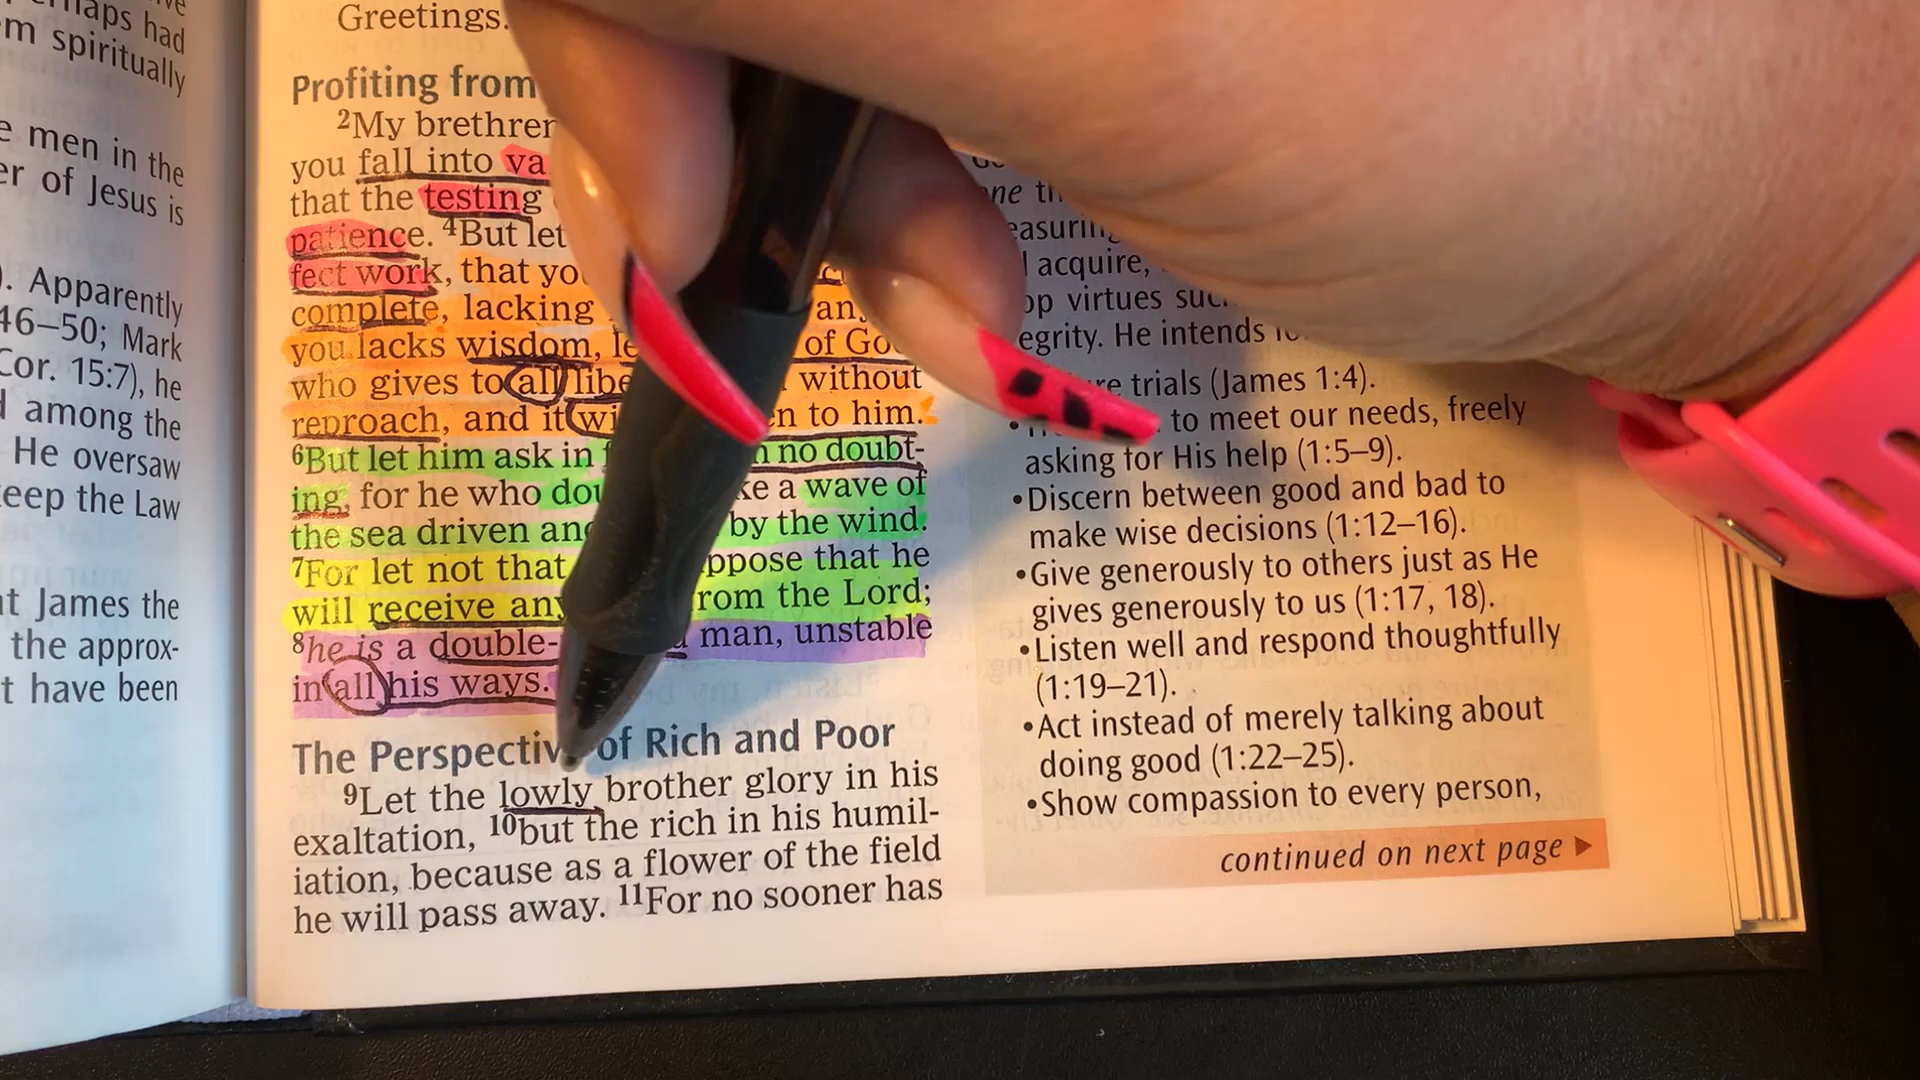 haps had
m spiritually
e men in the
er of Jesus is
). Apparently
46–50; Mark
Cor. 15:7), he
among the
He oversaw
keep the Law
at James the
the approx-
t have been
Greetings.
Profiting from
²My brethren
you fall into va
that the testing
patience. ⁴But let
fect work, that yo
complete, lacking an
you lacks wisdom, le of Go
who gives to all libe without
reproach, and it wi en to him.
⁶But let him ask in no doubt-
ing, for he who dou ke a wave of
the sea driven and by the wind.
⁷For let not that ppose that he
will receive any rom the Lord;
⁸he is a double- man, unstable
in all his ways.
The Perspective of Rich and Poor
⁹Let the lowly brother glory in his
exaltation, ¹⁰but the rich in his humil-
iation, because as a flower of the field
he will pass away. ¹¹For no sooner has
ne th
easuring
acquire,
op virtues suc
egrity. He intends to
re trials (James 1:4).
• to meet our needs, freely
asking for His help (1:5–9).
•Discern between good and bad to
make wise decisions (1:12–16).
•Give generously to others just as He
gives generously to us (1:17, 18).
•Listen well and respond thoughtfully
(1:19–21).
•Act instead of merely talking about
doing good (1:22–25).
•Show compassion to every person,
continued on next page ▶